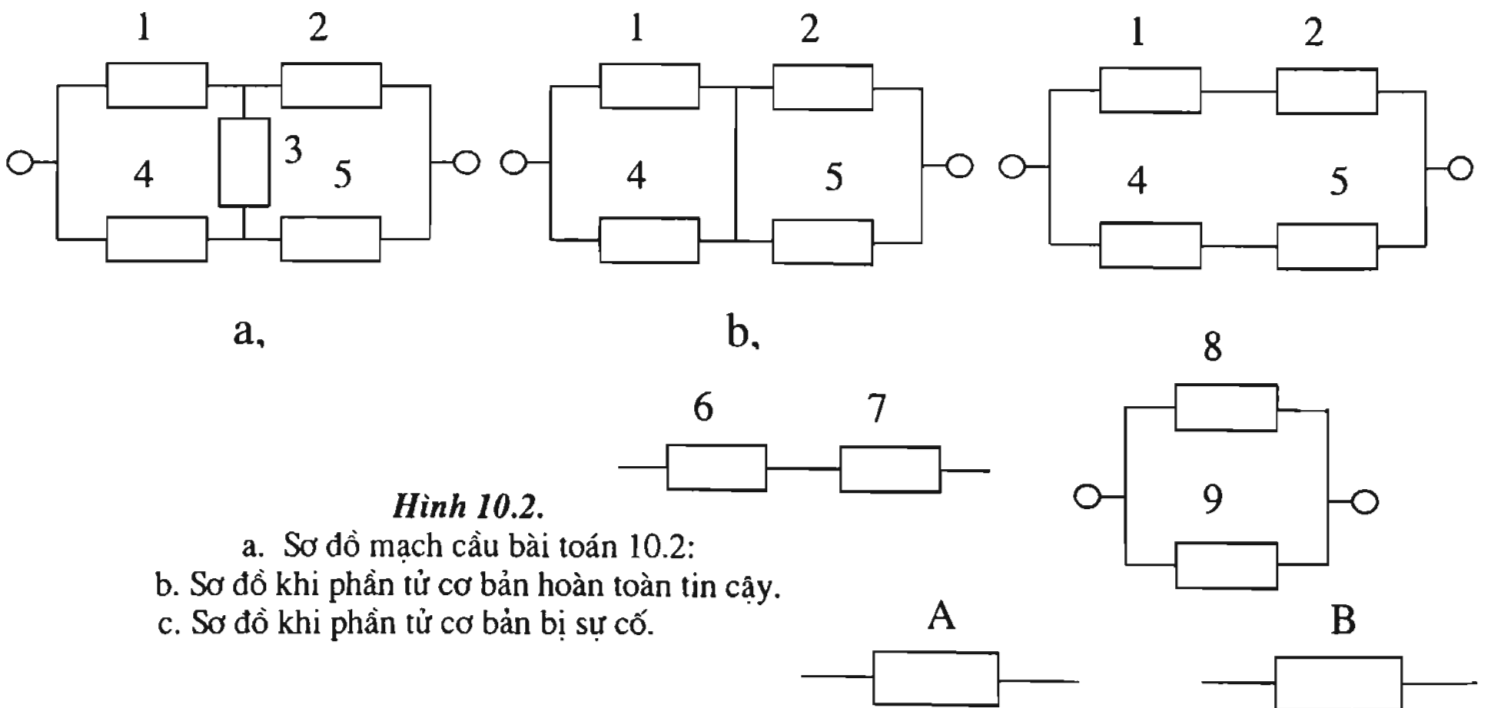 1 2 1 2 1 2
3
4 5 4 5 4 5
a, b,
8
6 7
9
Hình 10.2.
a. Sơ đồ mạch cầu bài toán 10.2:
b. Sơ đồ khi phần tử cơ bản hoàn toàn tin cậy.
c. Sơ đồ khi phần tử cơ bản bị sự cố.
A B